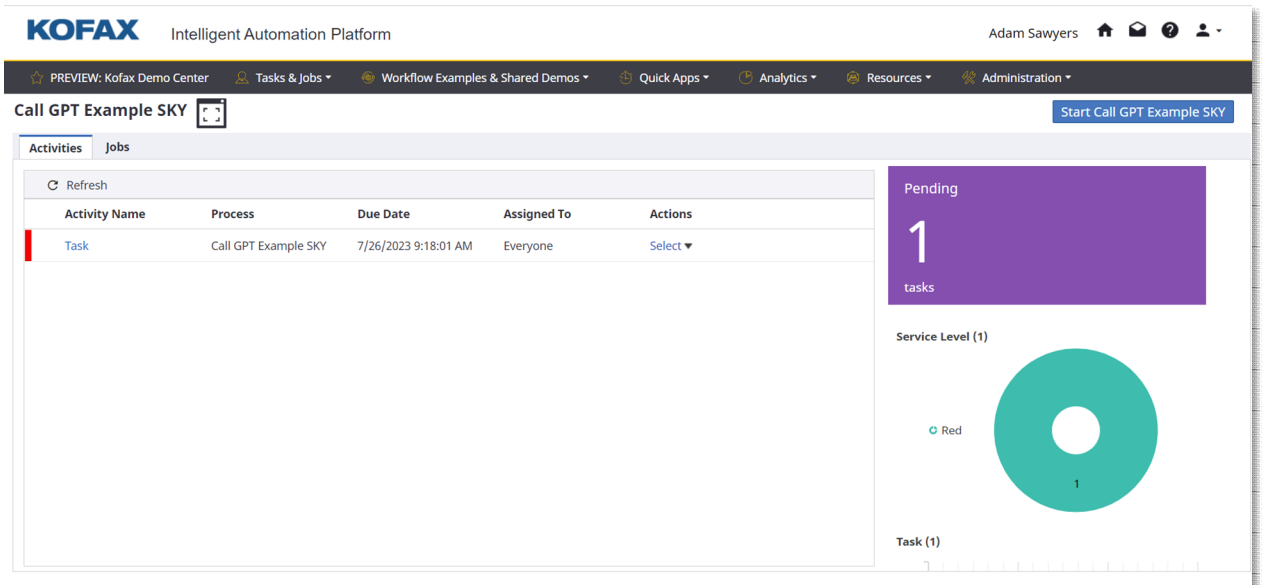 KOFAX Intelligent Automation Platform Adam Sawyers
PREVIEW: Kofax Demo Center Tasks & Jobs Workflow Examples & Shared Demos Quick Apps Analytics Resources Administration
Call GPT Example SKY Start Call GPT Example SKY
Activities Jobs
Refresh
Activity Name Process Due Date Assigned To Actions
Task Call GPT Example SKY 7/26/2023 9:18:01 AM Everyone Select
Pending
1
tasks
Service Level (1)
Red
1
Task (1)